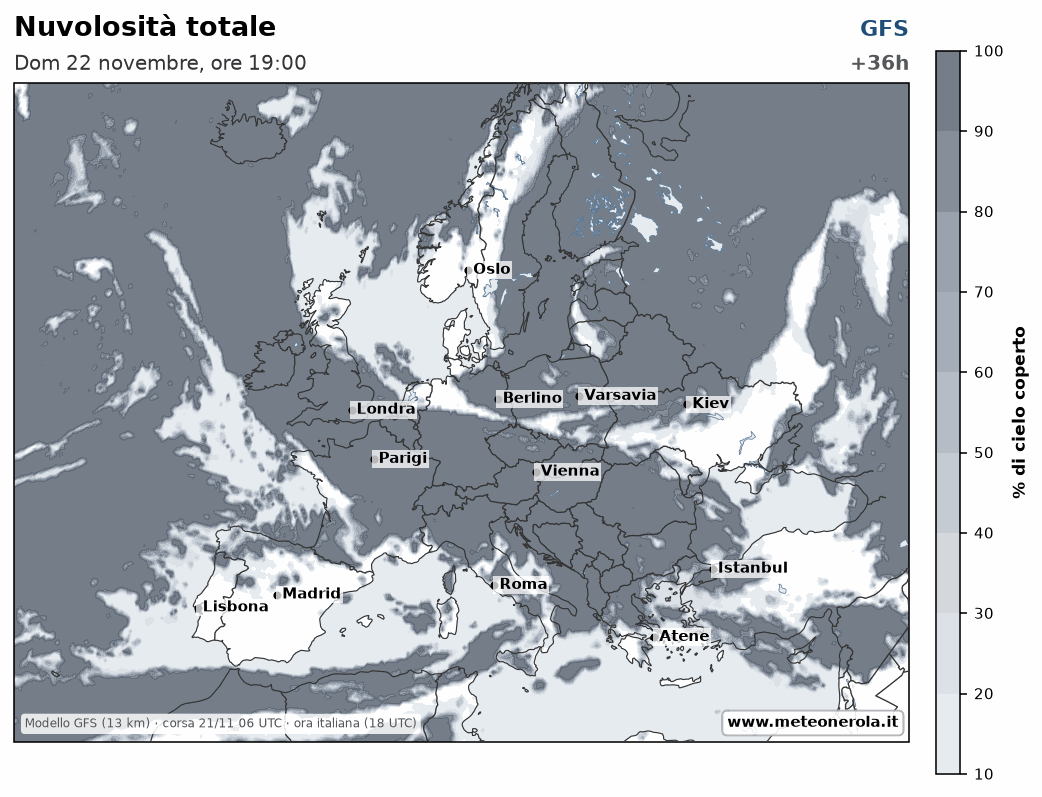 Nuvolosità totale
GFS
Dom 22 novembre, ore 19:00
+36h
100
90
80
70
60
50
40
30
20
10
% di cielo coperto
Oslo
Berlino
Varsavia
Londra
Kiev
Parigi
Vienna
Istanbul
Roma
Madrid
Lisbona
Atene
Modello GFS (13 km) · corsa 21/11 06 UTC · ora italiana (18 UTC)
www.meteonerola.it